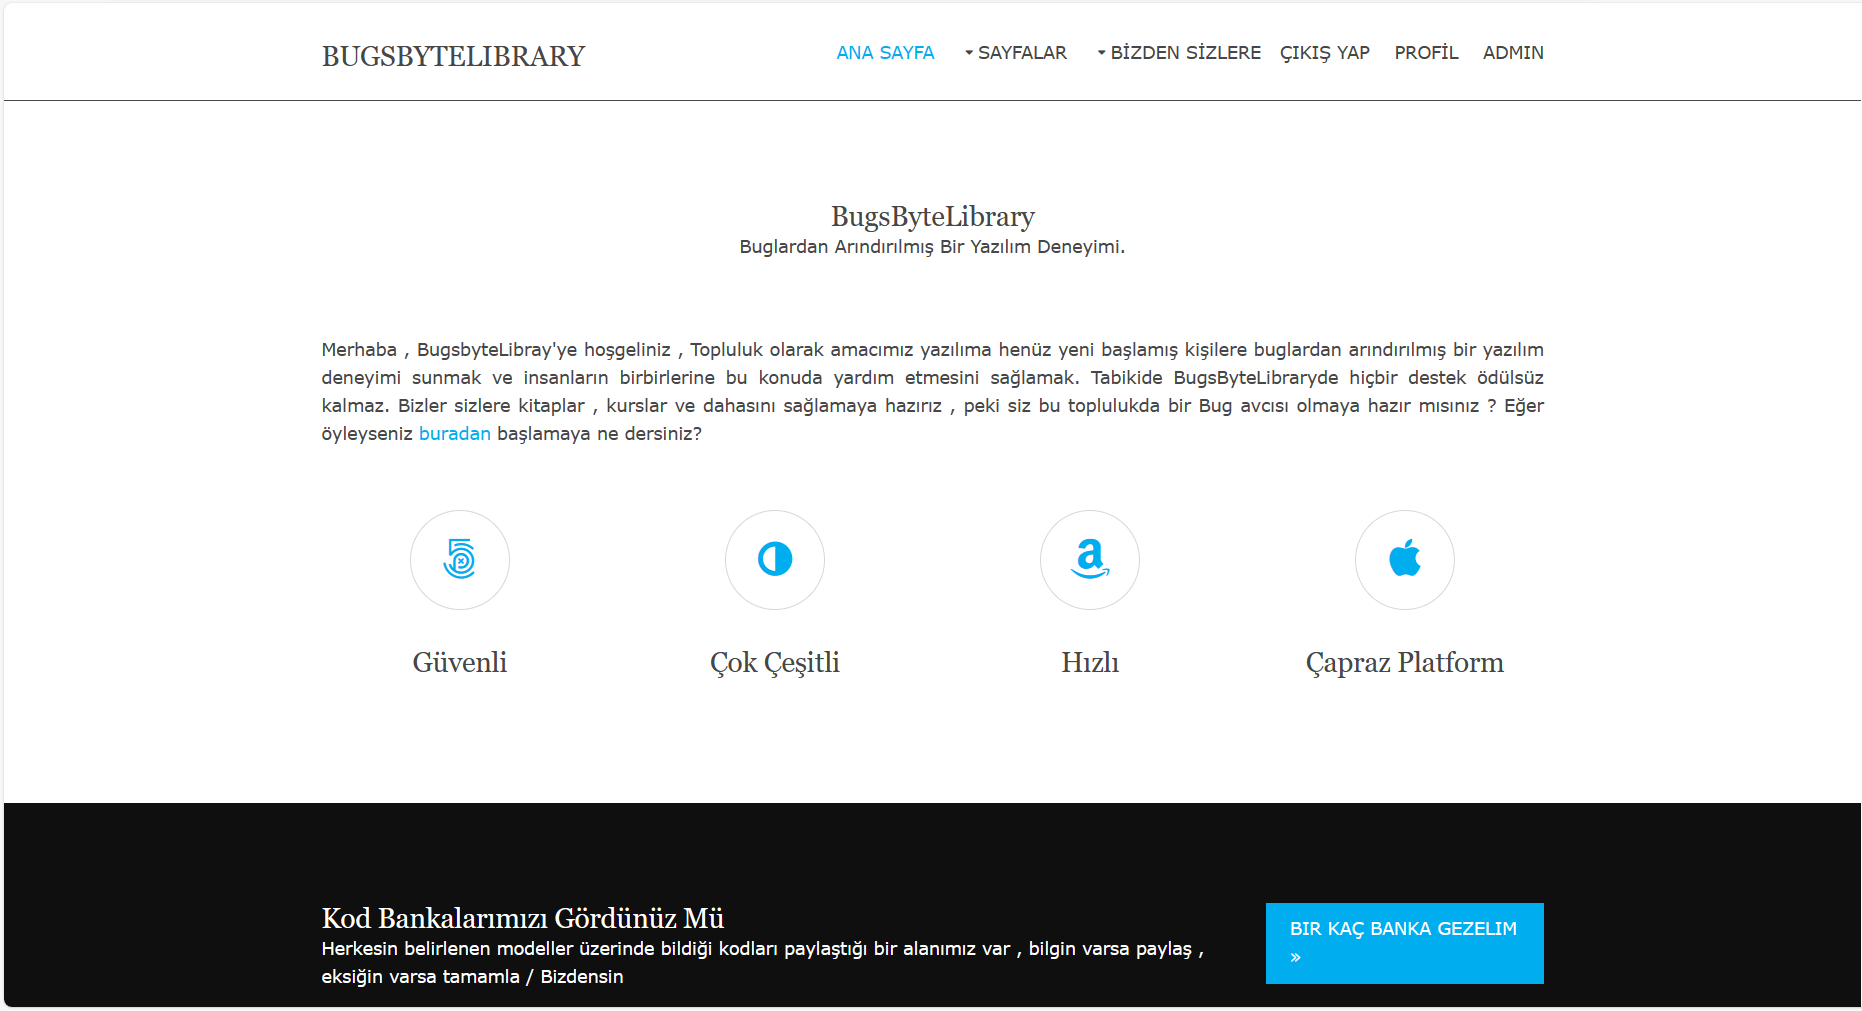 BUGSBYTELIBRARY
ANA SAYFA SAYFALAR BİZDEN SİZLERE ÇIKIŞ YAP PROFİL ADMIN
BugsByteLibrary
Buglardan Arındırılmış Bir Yazılım Deneyimi.
Merhaba , BugsbyteLibray'ye hoşgeliniz , Topluluk olarak amacımız yazılıma henüz yeni başlamış kişilere buglardan arındırılmış bir yazılım
deneyimi sunmak ve insanların birbirlerine bu konuda yardım etmesini sağlamak. Tabikide BugsByteLibraryde hiçbir destek ödülsüz
kalmaz. Bizler sizlere kitaplar , kurslar ve dahasını sağlamaya hazırız , peki siz bu toplulukda bir Bug avcısı olmaya hazır mısınız ? Eğer
öyleyseniz buradan başlamaya ne dersiniz?
Güvenli
Çok Çeşitli
Hızlı
Çapraz Platform
Kod Bankalarımızı Gördünüz Mü
Herkesin belirlenen modeller üzerinde bildiği kodları paylaştığı bir alanımız var , bilgin varsa paylaş ,
eksiğin varsa tamamla / Bizdensin
BIR KAÇ BANKA GEZELIM
»